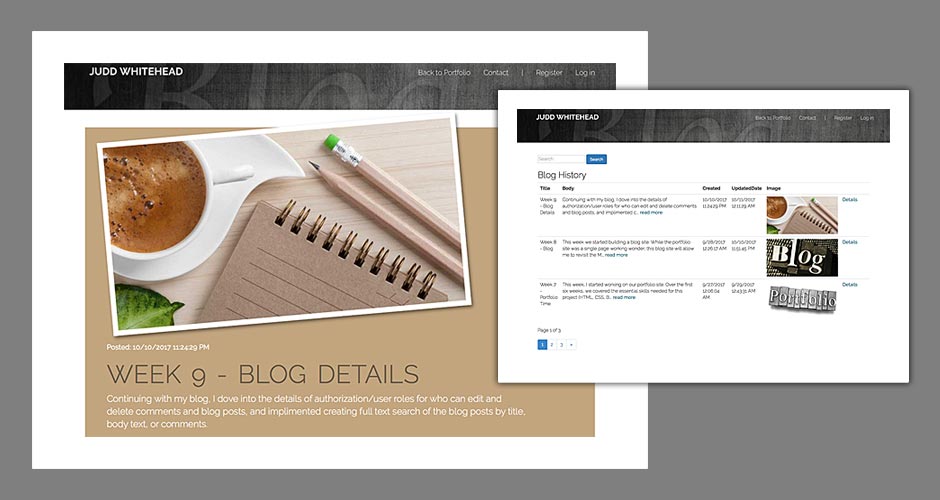 Blog
JUDD WHITEHEAD
Back to Portfolio Contact | Register Log in
Posted: 10/10/2017 11:24:29 PM
WEEK 9 - BLOG DETAILS
Continuing with my blog, I dove into the details of authorization/user roles for who can edit and
delete comments and blog posts, and implimented creating full text search of the blog posts by title,
body text, or comments.
Blog
JUDD WHITEHEAD
Back to Portfolio Contact | Register Log in
Search Search
Blog History
Title Body Created UpdatedDate Image
Week 9 Continuing with my blog, I dove into the details of 10/10/2017 10/11/2017 Details
- Blog authorization/user roles for who can edit and delete comments 11:24:29 PM 12:11:29 AM
Details and blog posts, and implimented c... read more
Week 8 This week we started building a blog site. While the portfolio 9/28/2017 10/10/2017 Details
- Blog site was a single page working wonder, this blog site will allow 12:26:17 AM 11:51:45 PM
me to revisit the M... read more
Blog
Week 7 This week, I started working on our portfolio site. Over the first 9/27/2017 9/29/2017 Details
- six weeks, we covered the essential skills needed for this 12:06:04 12:43:31 AM
Portfolio project (HTML, CSS, B... read more AM
Time
Portfolio
Page 1 of 3
1 2 3 »